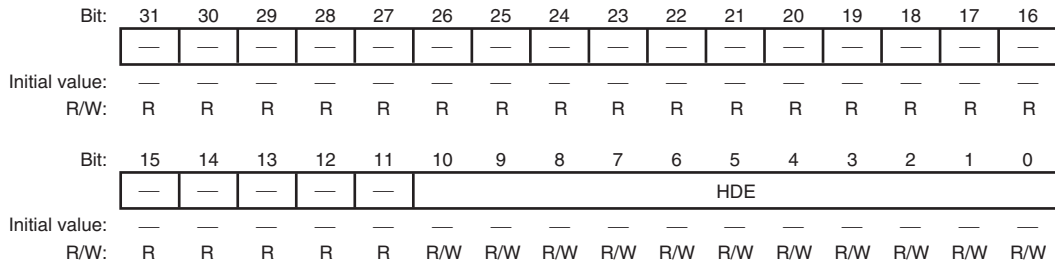 Bit: 31 30 29 28 27 26 25 24 23 22 21 20 19 18 17 16
— — — — — — — — — — — — — — — —
Initial value: — — — — — — — — — — — — — — — —
R/W: R R R R R R R R R R R R R R R R
Bit: 15 14 13 12 11 10 9 8 7 6 5 4 3 2 1 0
— — — — — HDE
Initial value: — — — — — — — — — — — — — — — —
R/W: R R R R R R/W R/W R/W R/W R/W R/W R/W R/W R/W R/W R/W